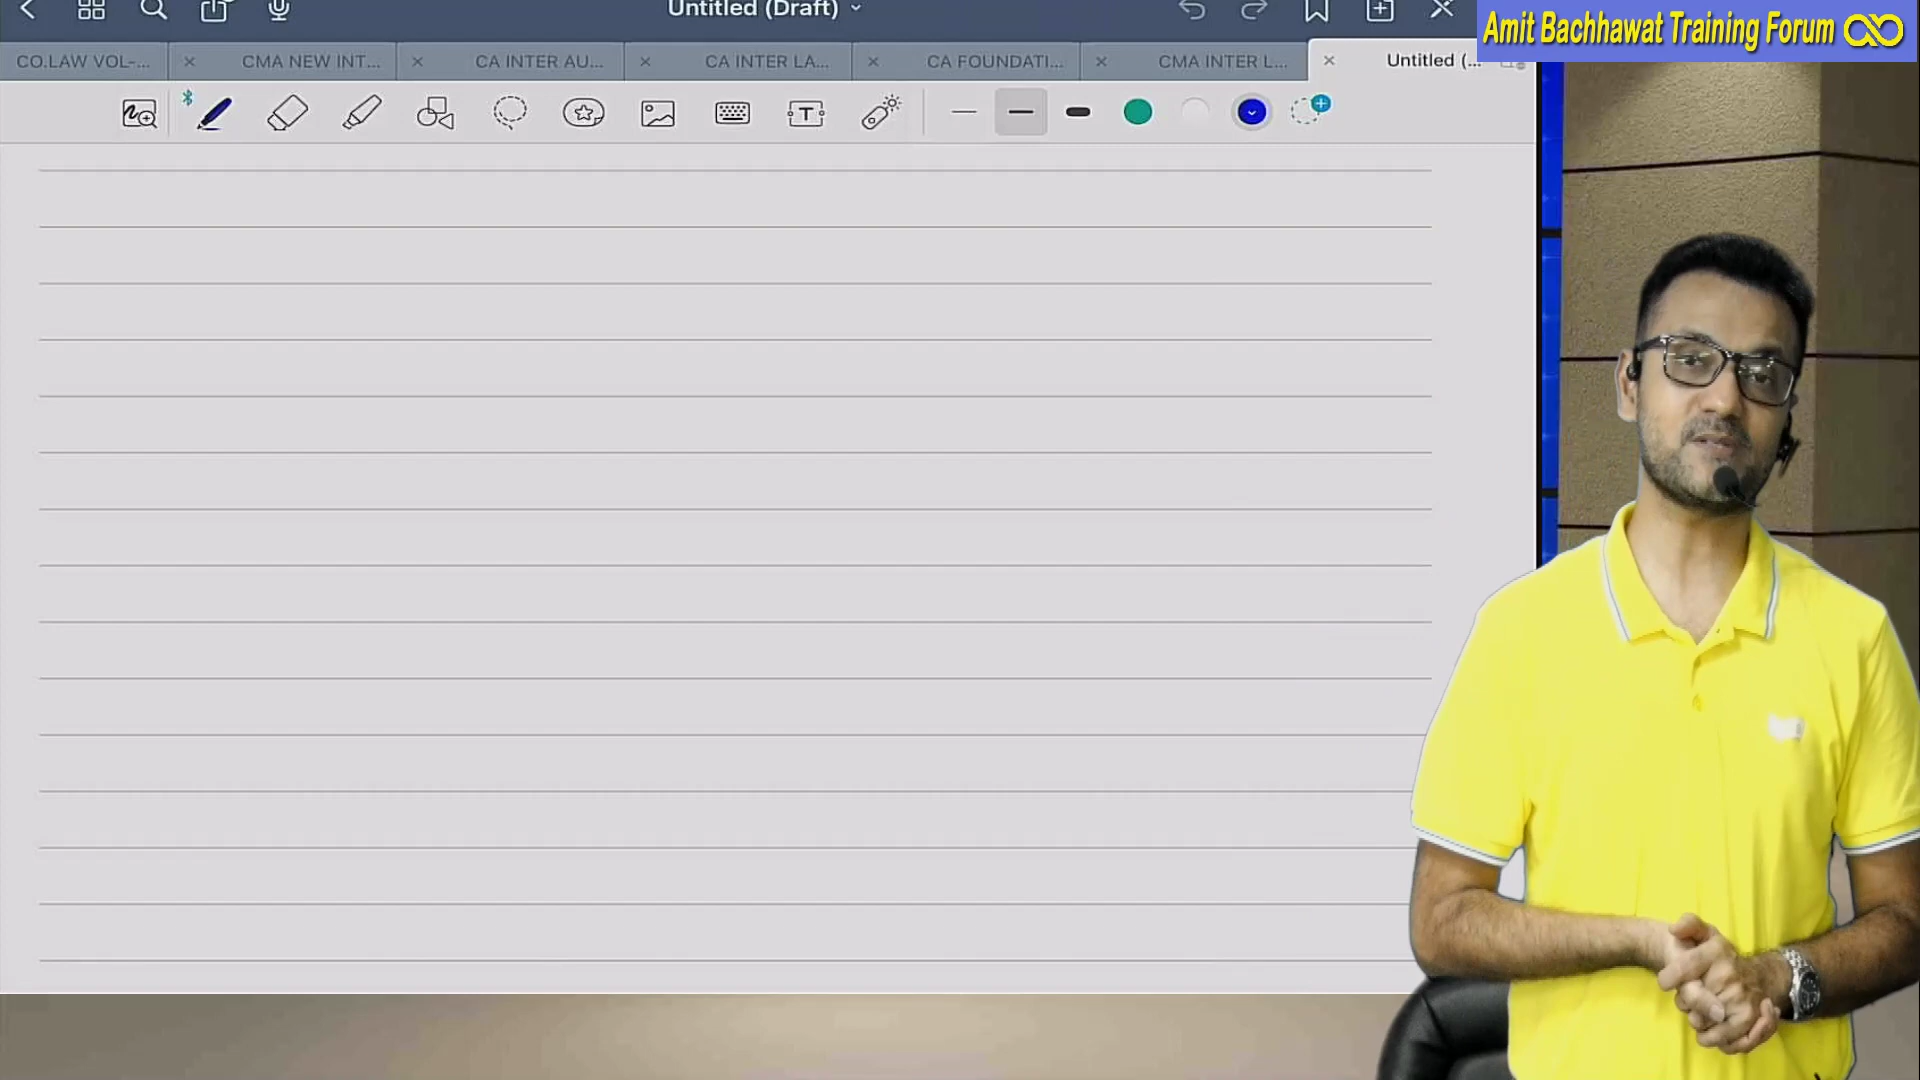 Untitled (Draft)
Amit Bachhawat Training Forum
CO.LAW VOL-...
CMA NEW INT...
CA INTER AU...
CA INTER LA...
CA FOUNDATI...
CMA INTER L...
Untitled (...
T